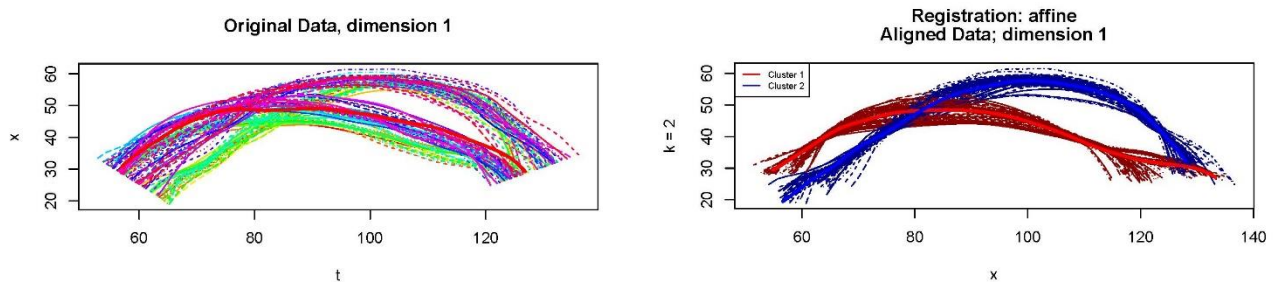 Original Data, dimension 1
x
60
50
40
30
20
60 80 100 120
t
Registration: affine
Aligned Data; dimension 1
k = 2
60
50
40
30
20
Cluster 1
Cluster 2
60 80 100 120 140
x